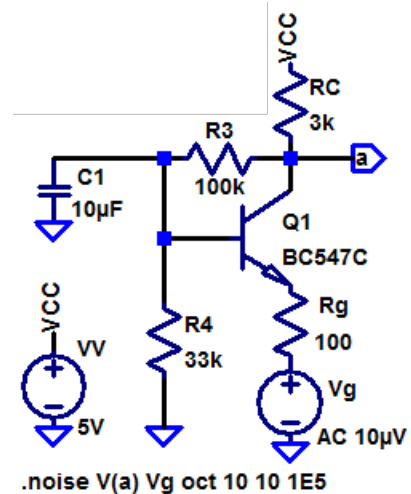 VCC
RC
3k
R3
100k
a
C1
10µF
Q1
BC547C
VCC
R4
33k
Rg
100
VV
5V
Vg
AC 10µV
.noise V(a) Vg oct 10 10 1E5